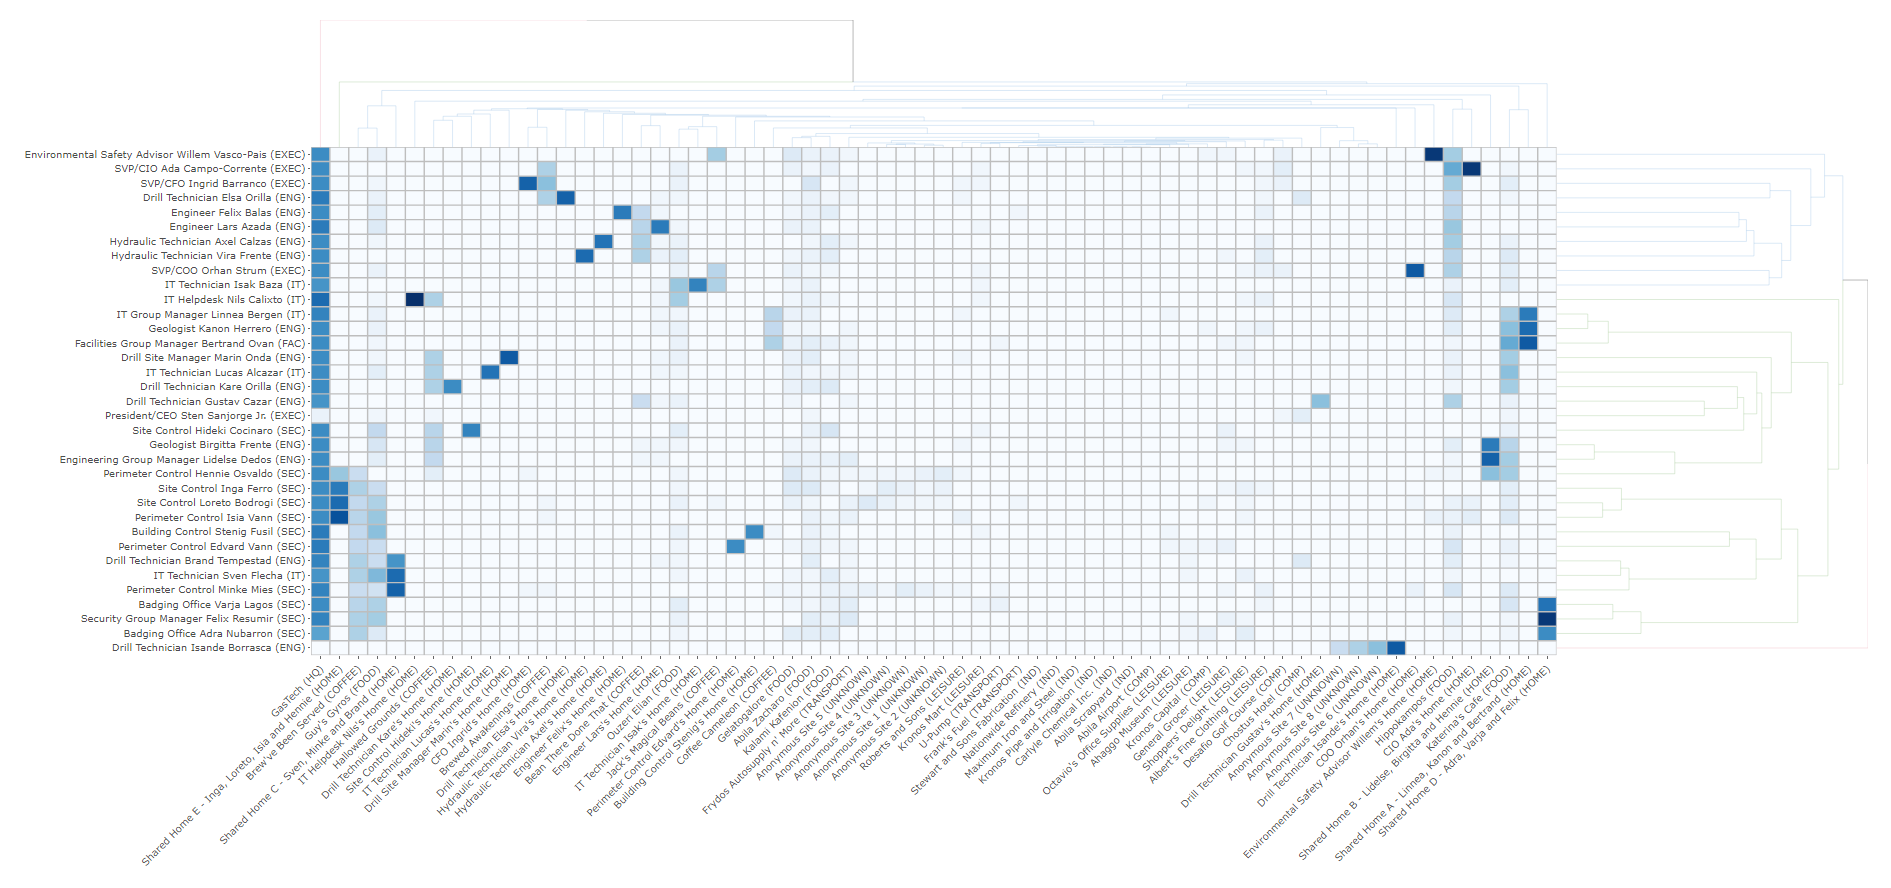 Environmental Safety Advisor Willem Vasco-Pais (EXEC)
SVP/CIO Ada Campo-Corrente (EXEC)
SVP/CFO Ingrid Barranco (EXEC)
Drill Technician Elsa Orilla (ENG)
Engineer Felix Balas (ENG)
Engineer Lars Azada (ENG)
Hydraulic Technician Axel Calzas (ENG)
Hydraulic Technician Vira Frente (ENG)
SVP/COO Orhan Strum (EXEC)
IT Technician Isak Baza (IT)
IT Helpdesk Nils Calixto (IT)
IT Group Manager Linnea Bergen (IT)
Geologist Kanon Herrero (ENG)
Facilities Group Manager Bertrand Ovan (FAC)
Drill Site Manager Marin Onda (ENG)
IT Technician Lucas Alcazar (IT)
Drill Technician Kare Orilla (ENG)
Drill Technician Gustav Cazar (ENG)
President/CEO Sten Sanjorge Jr. (EXEC)
Site Control Hideki Cocinaro (SEC)
Geologist Birgitta Frente (ENG)
Engineering Group Manager Lidelse Dedos (ENG)
Perimeter Control Hennie Osvaldo (SEC)
Site Control Inga Ferro (SEC)
Site Control Loreto Bodrogi (SEC)
Perimeter Control Isia Vann (SEC)
Building Control Stenig Fusil (SEC)
Perimeter Control Edvard Vann (SEC)
Drill Technician Brand Tempestad (ENG)
IT Technician Sven Flecha (IT)
Perimeter Control Minke Mies (SEC)
Badging Office Varja Lagos (SEC)
Security Group Manager Felix Resumir (SEC)
Badging Office Adra Nubarron (SEC)
Drill Technician Isande Borrasca (ENG)
GasTech (HQ)
Shared Home E - Inga, Loreto, Isia and Hennie (HOME)
Brew've Been Served (COFFEE)
Guy's Gyros (FOOD)
Shared Home C - Sven, Minke and Brand (HOME)
IT Helpdesk Nils's Home (HOME)
Hallowed Grounds (COFFEE)
Drill Technician Kare's Home (HOME)
Site Control Hideki's Home (HOME)
IT Technician Lucas's Home (HOME)
Drill Site Manager Marin's Home (HOME)
CFO Ingrid's Home (HOME)
Brewed Awakenings (COFFEE)
Drill Technician Elsa's Home (HOME)
Hydraulic Technician Vira's Home (HOME)
Hydraulic Technician Axel's Home (HOME)
Engineer Felix's Home (HOME)
Bean There Done That (COFFEE)
Engineer Lars's Home (HOME)
Ouzeri Elian (FOOD)
IT Technician Isak's Home (HOME)
Jack's Magical Beans (COFFEE)
Perimeter Control Edvard's Home (HOME)
Building Control Stenig's Home (HOME)
Coffee Cameleon (COFFEE)
Gelatogalore (FOOD)
Abila Zacharo (FOOD)
Kalami Kafenion (FOOD)
Frydos Autosupply n' More (TRANSPORT)
Anonymous Site 5 (UNKNOWN)
Anonymous Site 4 (UNKNOWN)
Anonymous Site 3 (UNKNOWN)
Anonymous Site 1 (UNKNOWN)
Anonymous Site 2 (UNKNOWN)
Roberts and Sons (LEISURE)
Kronos Mart (LEISURE)
U-Pump (TRANSPORT)
Frank's Fuel (TRANSPORT)
Stewart and Sons Fabrication (IND)
Nationwide Refinery (IND)
Maximum Iron and Steel (IND)
Kronos Pipe and Irrigation (IND)
Carlyle Chemical Inc. (IND)
Abila Scrapyard (IND)
Abila Airport (COMP)
Octavio's Office Supplies (LEISURE)
Ahaggo Museum (LEISURE)
Kronos Capital (COMP)
General Grocer (LEISURE)
Shoppers' Delight (LEISURE)
Albert's Fine Clothing (LEISURE)
Desafio Golf Course (COMP)
Chostus Hotel (COMP)
Drill Technician Gustav's Home (HOME)
Anonymous Site 7 (UNKNOWN)
Anonymous Site 8 (UNKNOWN)
Anonymous Site 6 (UNKNOWN)
Drill Technician Isande's Home (HOME)
COO Orhan's Home (HOME)
Environmental Safety Advisor Willem's Home (HOME)
Hippokampos (FOOD)
CIO Ada's Home (HOME)
Shared Home B - Lidelse, Birgitta and Hennie (HOME)
Katerina's Cafe (FOOD)
Shared Home A - Linnea, Kanon and Bertrand (HOME)
Shared Home D - Adra, Varja and Felix (HOME)